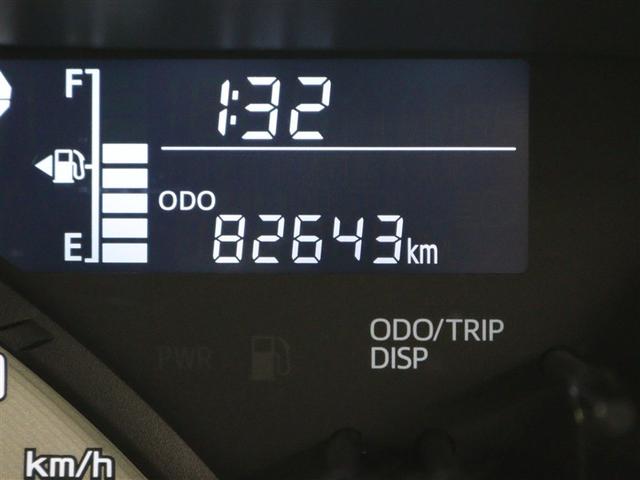 F
1:32
ODO
E
82643km
ODO/TRIP
DISP
PWR
km/h